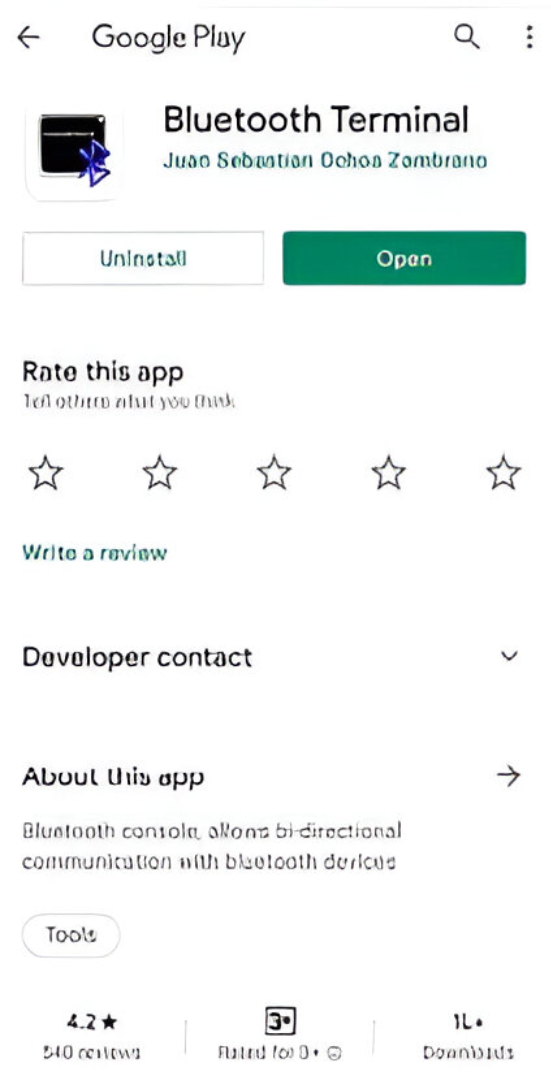 Google Play
Bluetooth Terminal
Juan Sebastian Ochoa Zambrano
Uninstall
Open
Rate this app
Tell others what you think
Write a review
Developer contact
About this app
Bluetooth console, allows bi-directional
communication with bluetooth devices
Tools
4.2★
3+
1L+
540 reviews
Rated for 3+
Downloads